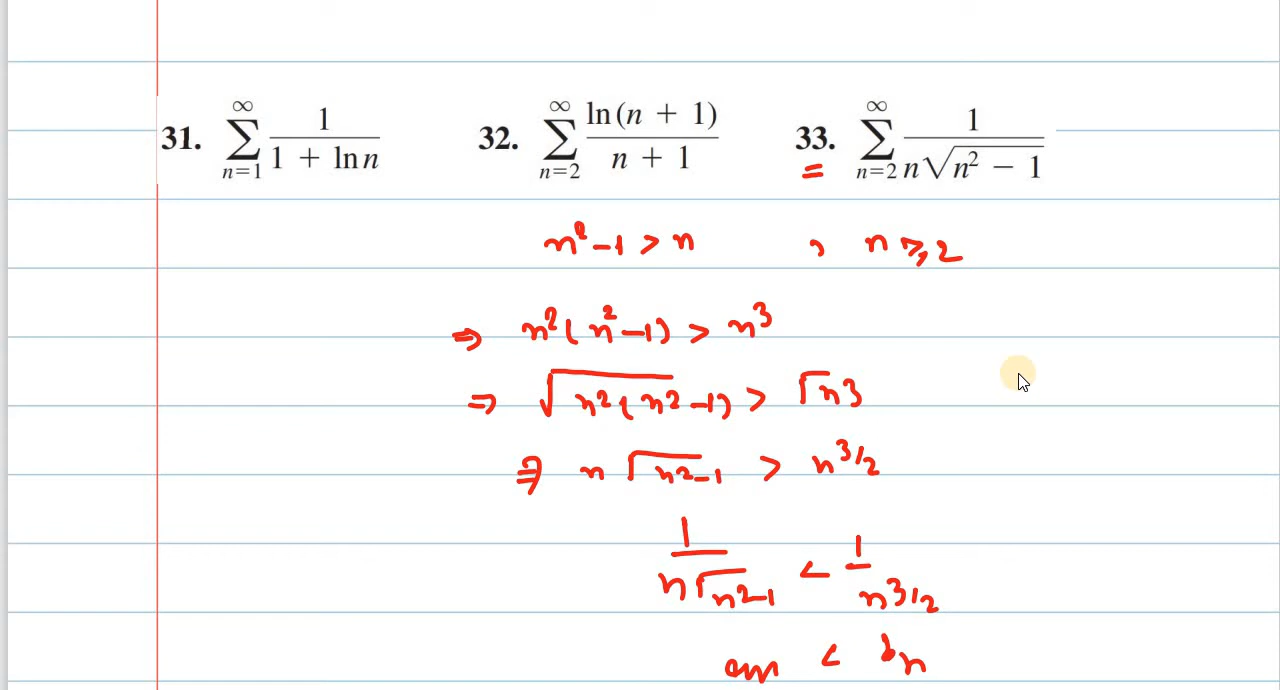 31. ∑_{n=1}^{∞} 1/(1 + ln n) 32. ∑_{n=2}^{∞} ln(n + 1)/(n + 1) 33. ∑_{n=2}^{∞} 1/(n√(n² − 1))
n² - 1 > n , n ⩾ 2
⇒ n²(n² - 1) > n³
⇒ √(n²(n² - 1)) > √n³
⇒ n √(n² - 1) > n^{3/2}
1/(n√(n² - 1)) < 1/n^{3/2}
an < bn